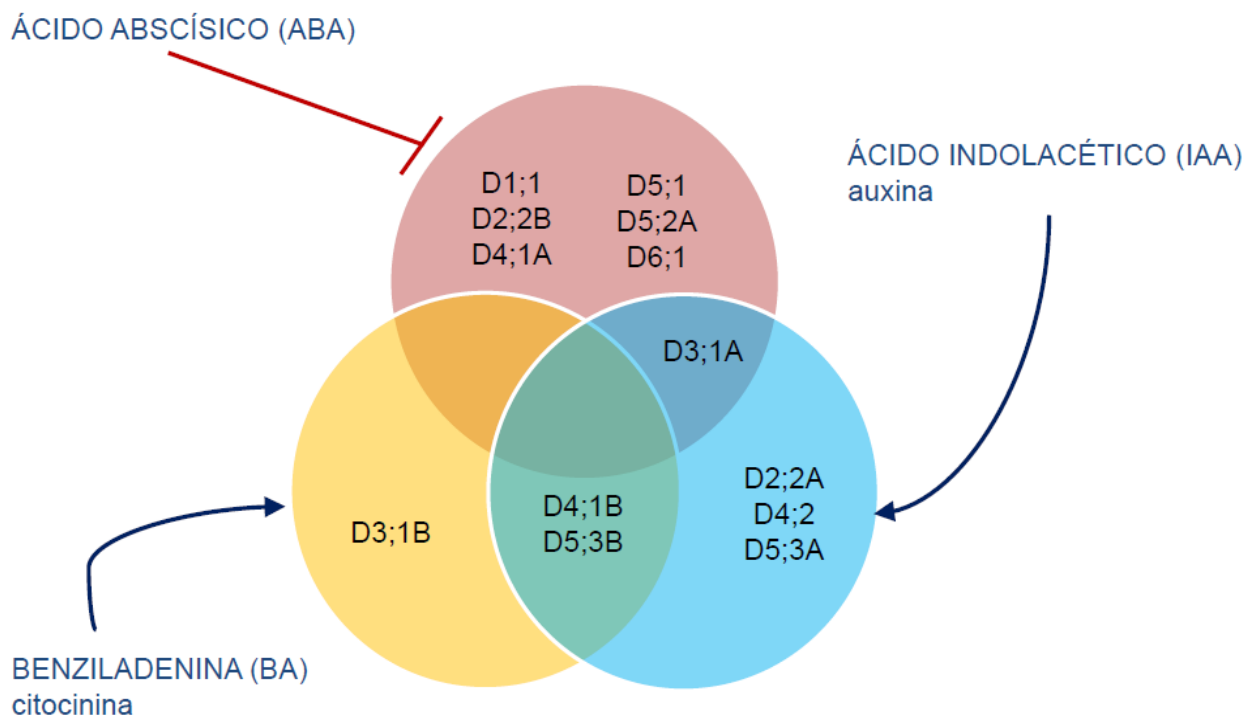 ÁCIDO ABSCÍSICO (ABA)
ÁCIDO INDOLACÉTICO (IAA)
auxina
D1;1
D2;2B
D4;1A
D5;1
D5;2A
D6;1
D3;1A
D2;2A
D4;2
D5;3A
D4;1B
D5;3B
D3;1B
BENZILADENINA (BA)
citocinina